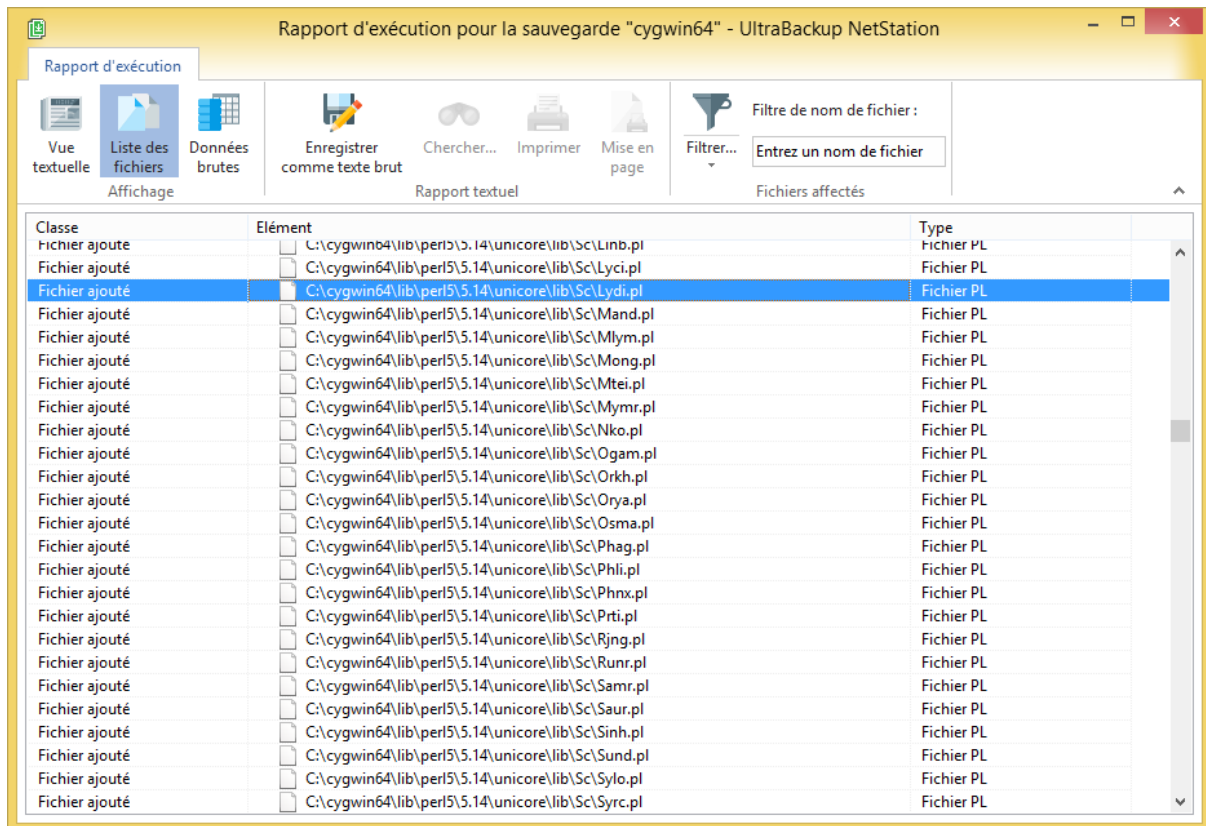 Rapport d'exécution pour la sauvegarde "cygwin64" - UltraBackup NetStation
Rapport d'exécution
Vue textuelle
Liste des fichiers
Données brutes
Affichage
Enregistrer comme texte brut
Chercher...
Imprimer
Mise en page
Rapport textuel
Filtrer...
Filtre de nom de fichier :
Entrez un nom de fichier
Fichiers affectés
Classe Elément Type
Fichier ajouté C:\cygwin64\lib\perl5\5.14\unicore\lib\Sc\Linb.pl Fichier PL
Fichier ajouté C:\cygwin64\lib\perl5\5.14\unicore\lib\Sc\Lyci.pl Fichier PL
Fichier ajouté C:\cygwin64\lib\perl5\5.14\unicore\lib\Sc\Lydi.pl Fichier PL
Fichier ajouté C:\cygwin64\lib\perl5\5.14\unicore\lib\Sc\Mand.pl Fichier PL
Fichier ajouté C:\cygwin64\lib\perl5\5.14\unicore\lib\Sc\Mlym.pl Fichier PL
Fichier ajouté C:\cygwin64\lib\perl5\5.14\unicore\lib\Sc\Mong.pl Fichier PL
Fichier ajouté C:\cygwin64\lib\perl5\5.14\unicore\lib\Sc\Mtei.pl Fichier PL
Fichier ajouté C:\cygwin64\lib\perl5\5.14\unicore\lib\Sc\Mymr.pl Fichier PL
Fichier ajouté C:\cygwin64\lib\perl5\5.14\unicore\lib\Sc\Nko.pl Fichier PL
Fichier ajouté C:\cygwin64\lib\perl5\5.14\unicore\lib\Sc\Ogam.pl Fichier PL
Fichier ajouté C:\cygwin64\lib\perl5\5.14\unicore\lib\Sc\Orkh.pl Fichier PL
Fichier ajouté C:\cygwin64\lib\perl5\5.14\unicore\lib\Sc\Orya.pl Fichier PL
Fichier ajouté C:\cygwin64\lib\perl5\5.14\unicore\lib\Sc\Osma.pl Fichier PL
Fichier ajouté C:\cygwin64\lib\perl5\5.14\unicore\lib\Sc\Phag.pl Fichier PL
Fichier ajouté C:\cygwin64\lib\perl5\5.14\unicore\lib\Sc\Phli.pl Fichier PL
Fichier ajouté C:\cygwin64\lib\perl5\5.14\unicore\lib\Sc\Phnx.pl Fichier PL
Fichier ajouté C:\cygwin64\lib\perl5\5.14\unicore\lib\Sc\Prti.pl Fichier PL
Fichier ajouté C:\cygwin64\lib\perl5\5.14\unicore\lib\Sc\Rjng.pl Fichier PL
Fichier ajouté C:\cygwin64\lib\perl5\5.14\unicore\lib\Sc\Runr.pl Fichier PL
Fichier ajouté C:\cygwin64\lib\perl5\5.14\unicore\lib\Sc\Samr.pl Fichier PL
Fichier ajouté C:\cygwin64\lib\perl5\5.14\unicore\lib\Sc\Saur.pl Fichier PL
Fichier ajouté C:\cygwin64\lib\perl5\5.14\unicore\lib\Sc\Sinh.pl Fichier PL
Fichier ajouté C:\cygwin64\lib\perl5\5.14\unicore\lib\Sc\Sund.pl Fichier PL
Fichier ajouté C:\cygwin64\lib\perl5\5.14\unicore\lib\Sc\Sylo.pl Fichier PL
Fichier ajouté C:\cygwin64\lib\perl5\5.14\unicore\lib\Sc\Syrc.pl Fichier PL